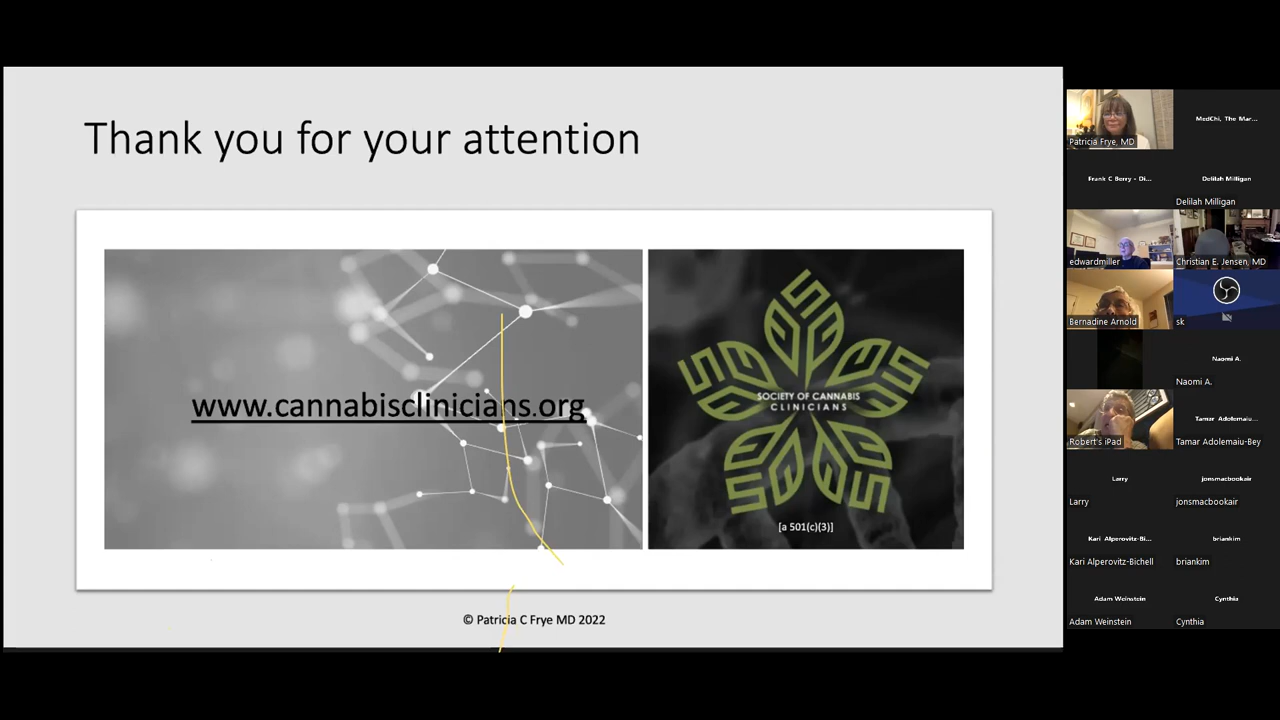 Thank you for your attention
www.cannabisclinicians.org
SOCIETY OF CANNABIS
CLINICIANS
[a 501(c)(3)]
© Patricia C Frye MD 2022
Patricia Frye, MD
MedChi, The Mar...
Frank C Berry - Di...
Delilah Milligan
Delilah Milligan
edwardmiller
Christian E. Jensen, MD
Bernadine Arnold
sk
Naomi A.
Naomi A.
Robert's iPad
Tamar Adolemaiu...
Tamar Adolemaiu-Bey
Larry
Larry
jonsmacbookair
jonsmacbookair
Kari Alperovitz-Bi...
Kari Alperovitz-Bichell
briankim
briankim
Adam Weinstein
Adam Weinstein
Cynthia
Cynthia